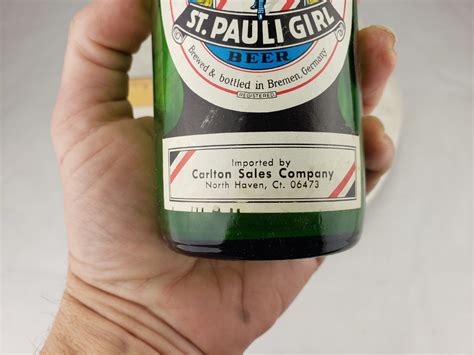 ST. PAULI GIRL
BEER
Brewed & bottled in Bremen, Germany
REGISTERED
Imported by
Carlton Sales Company
North Haven, Ct. 06473